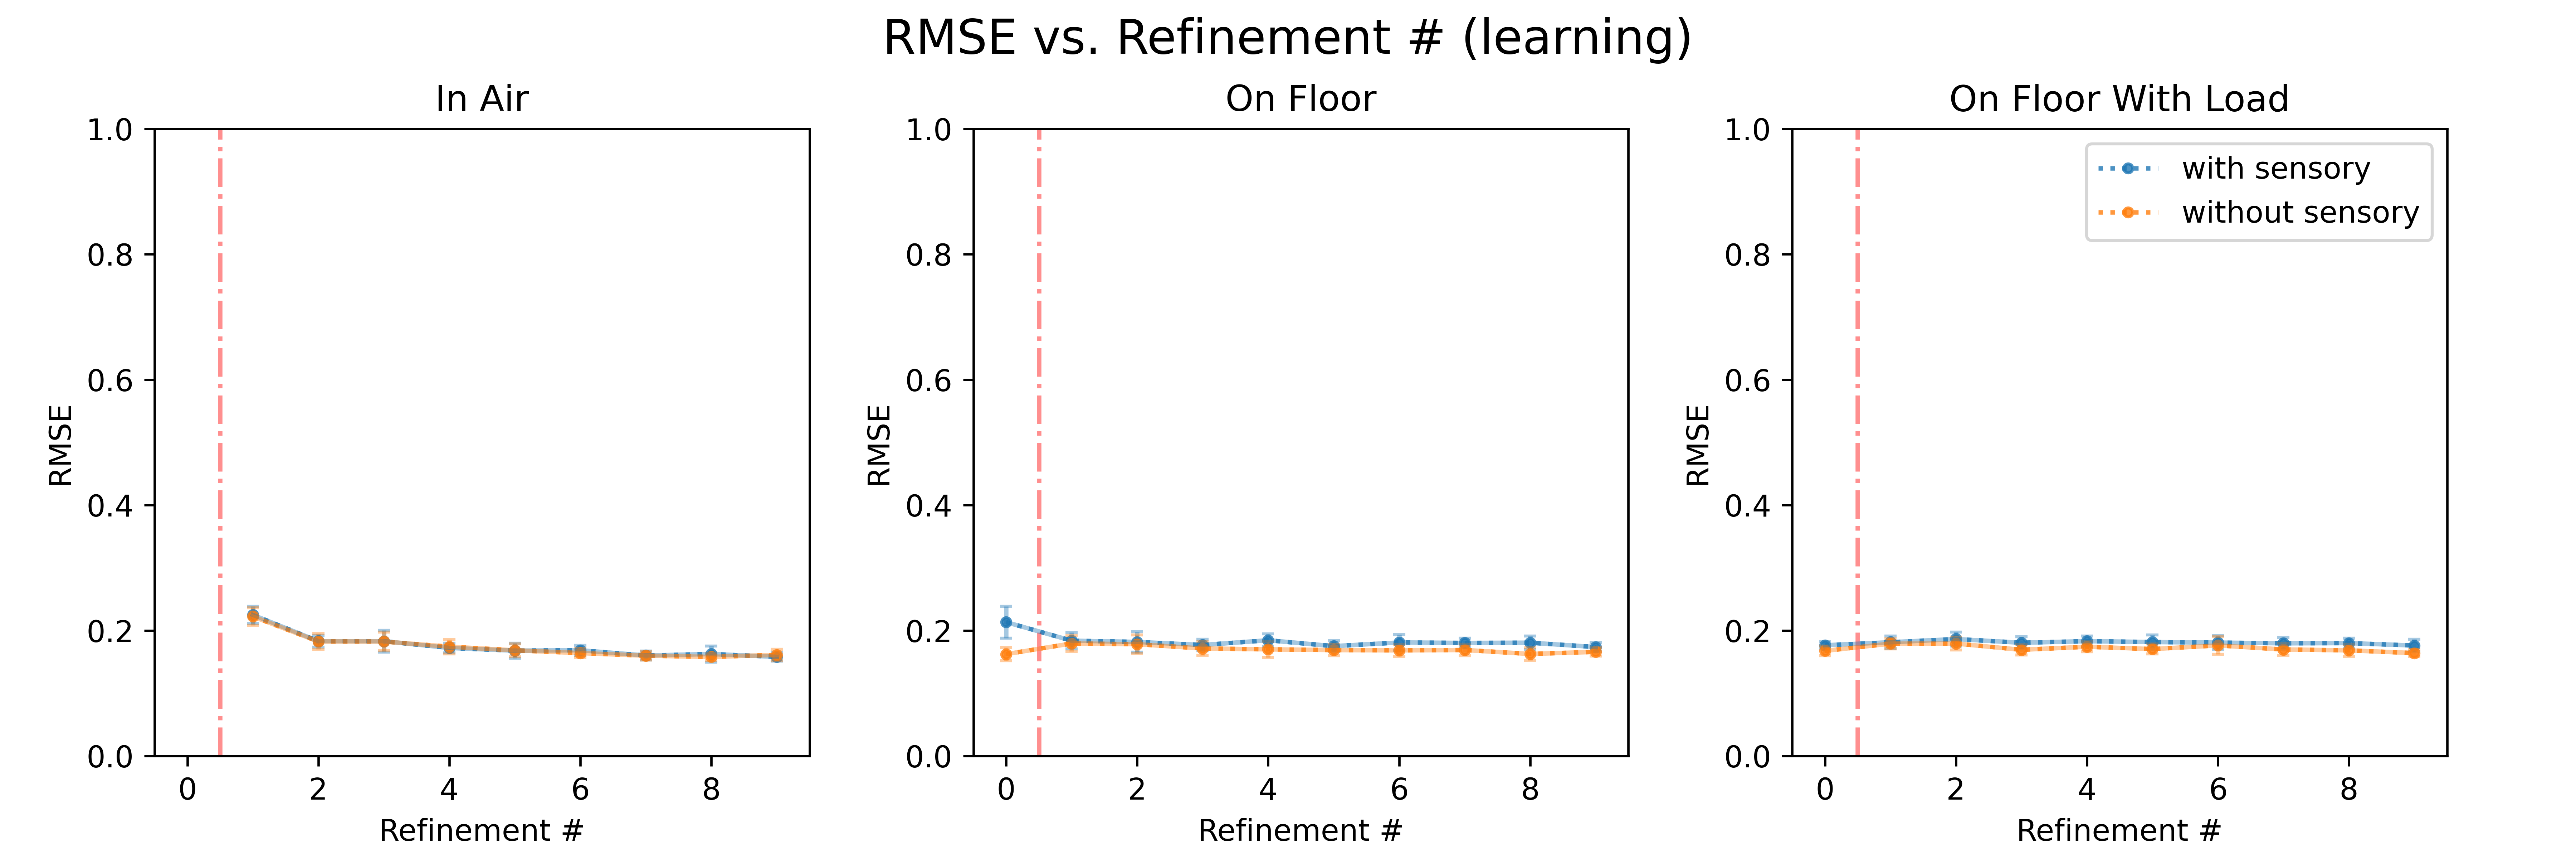 RMSE vs. Refinement # (learning)
In Air
1.0
0.8
0.6
0.4
0.2
0.0
RMSE
0 2 4 6 8
Refinement #
On Floor
1.0
0.8
0.6
0.4
0.2
0.0
RMSE
0 2 4 6 8
Refinement #
On Floor With Load
1.0
0.8
0.6
0.4
0.2
0.0
RMSE
with sensory
without sensory
0 2 4 6 8
Refinement #